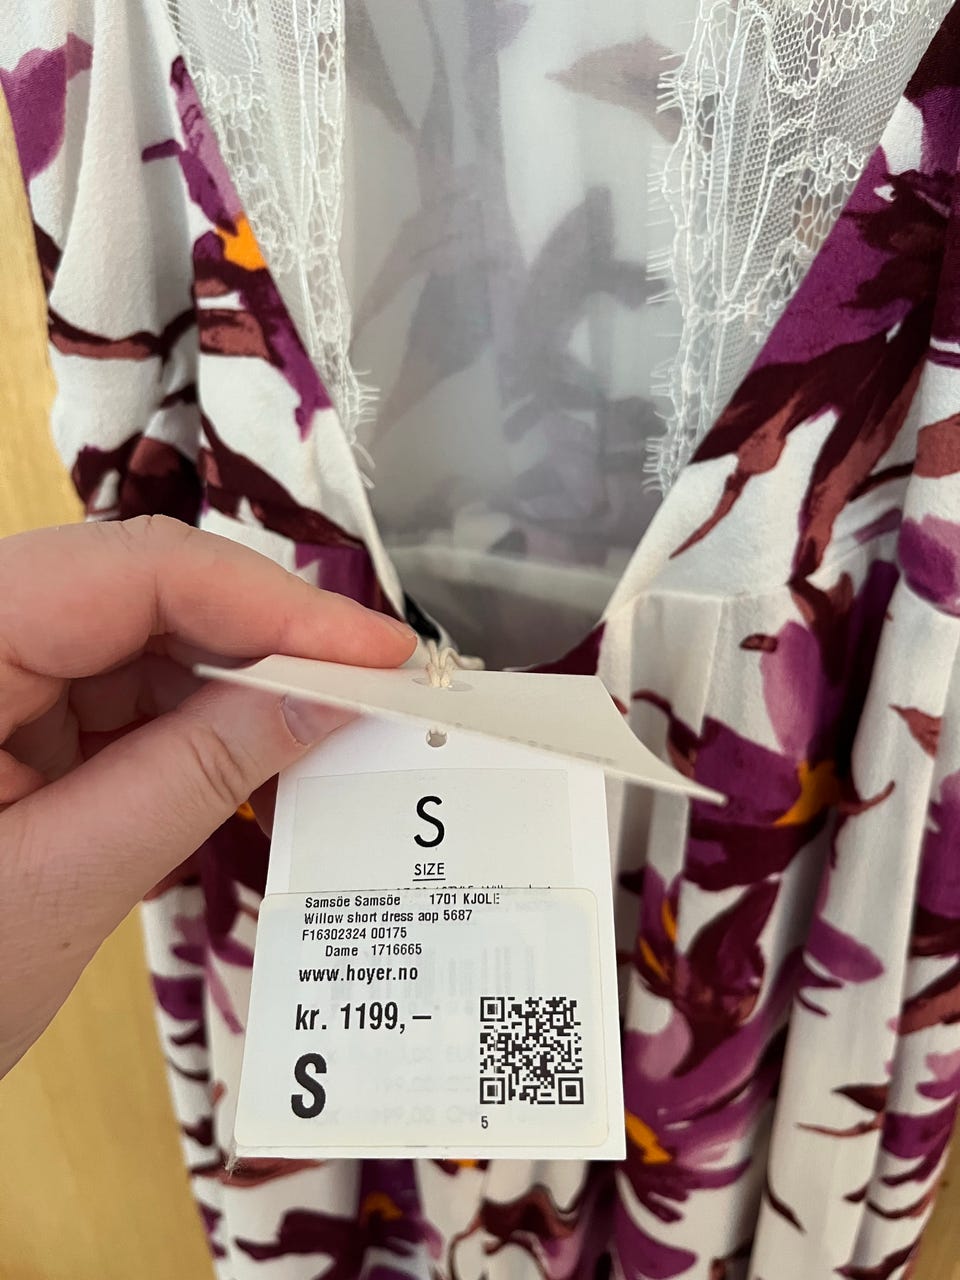 S
SIZE
Samsöe Samsöe 1701 KJOLE
Willow short dress aop 5687
F16302324 00175
Dame 1716665
www.hoyer.no
kr. 1199,–
S
5